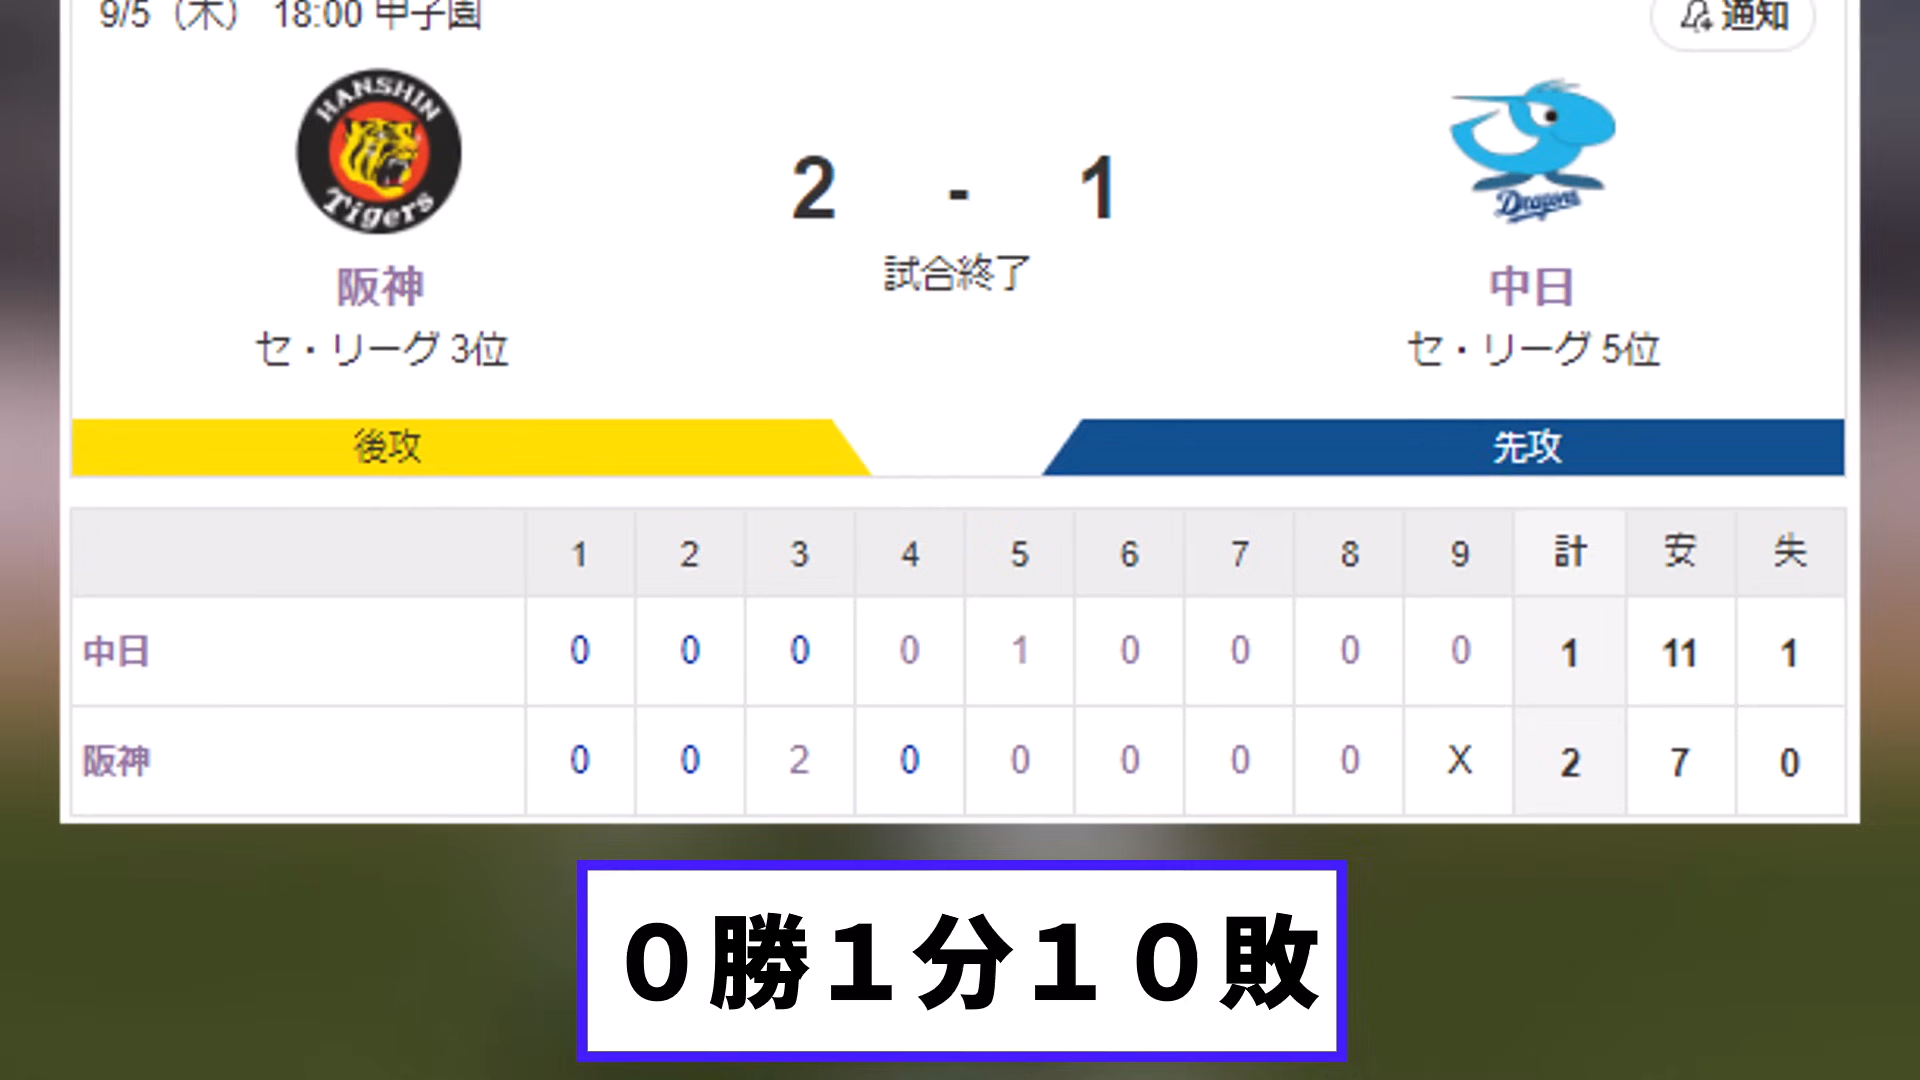 9/5（木） 18:00 甲子園
通知
HANSHIN
Tigers
Dragons
2 - 1
試合終了
阪神
中日
セ・リーグ 3位
セ・リーグ 5位
後攻
先攻
1 2 3 4 5 6 7 8 9 計 安 失
中日 0 0 0 0 1 0 0 0 0 1 11 1
阪神 0 0 2 0 0 0 0 0 X 2 7 0
０勝１分１０敗